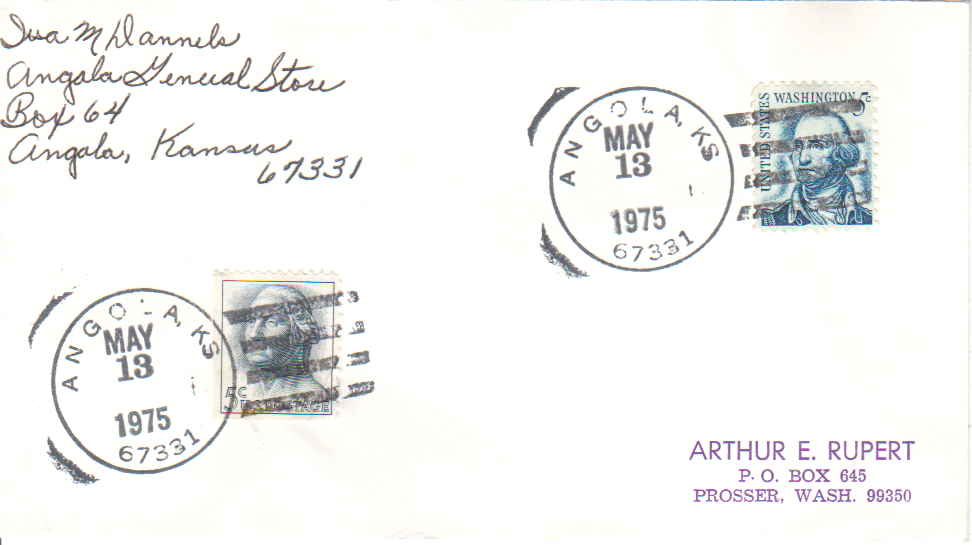 Iva M Dannels
Angola General Store
Box 64
Angola, Kansas
67331
ANGOLA, KS
MAY
13
1975
67331
UNITED STATES WASHINGTON 5c
ANGOLA, KS
MAY
13
1975
67331
5c
U.S. POSTAGE
ARTHUR E. RUPERT
P. O. BOX 645
PROSSER, WASH. 99350